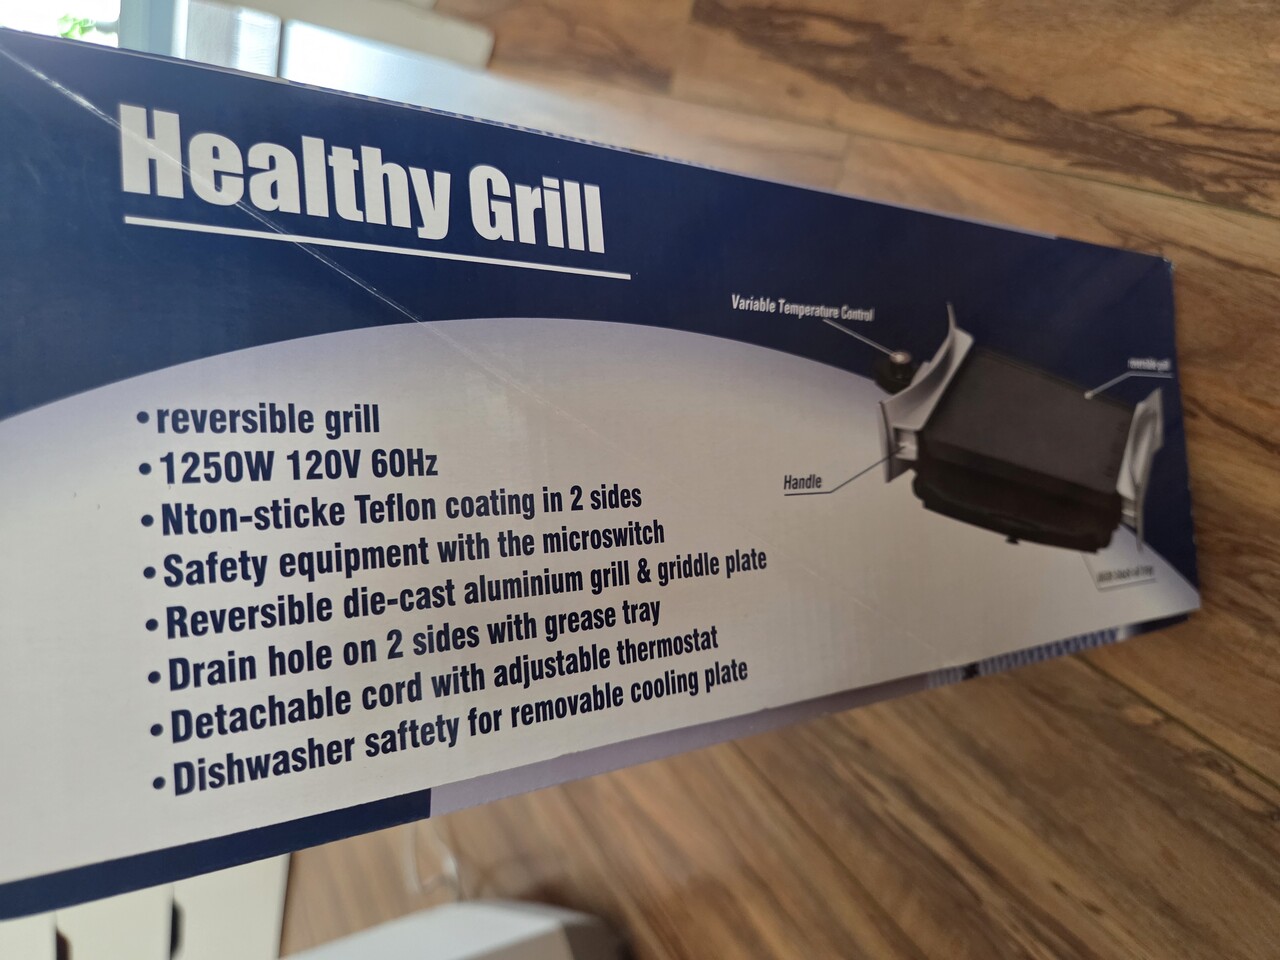 Healthy Grill
Variable Temperature Control
Handle
•reversible grill
•1250W 120V 60Hz
•Nton-sticke Teflon coating in 2 sides
•Safety equipment with the microswitch
•Reversible die-cast aluminium grill & griddle plate
•Drain hole on 2 sides with grease tray
•Detachable cord with adjustable thermostat
•Dishwasher saftety for removable cooling plate